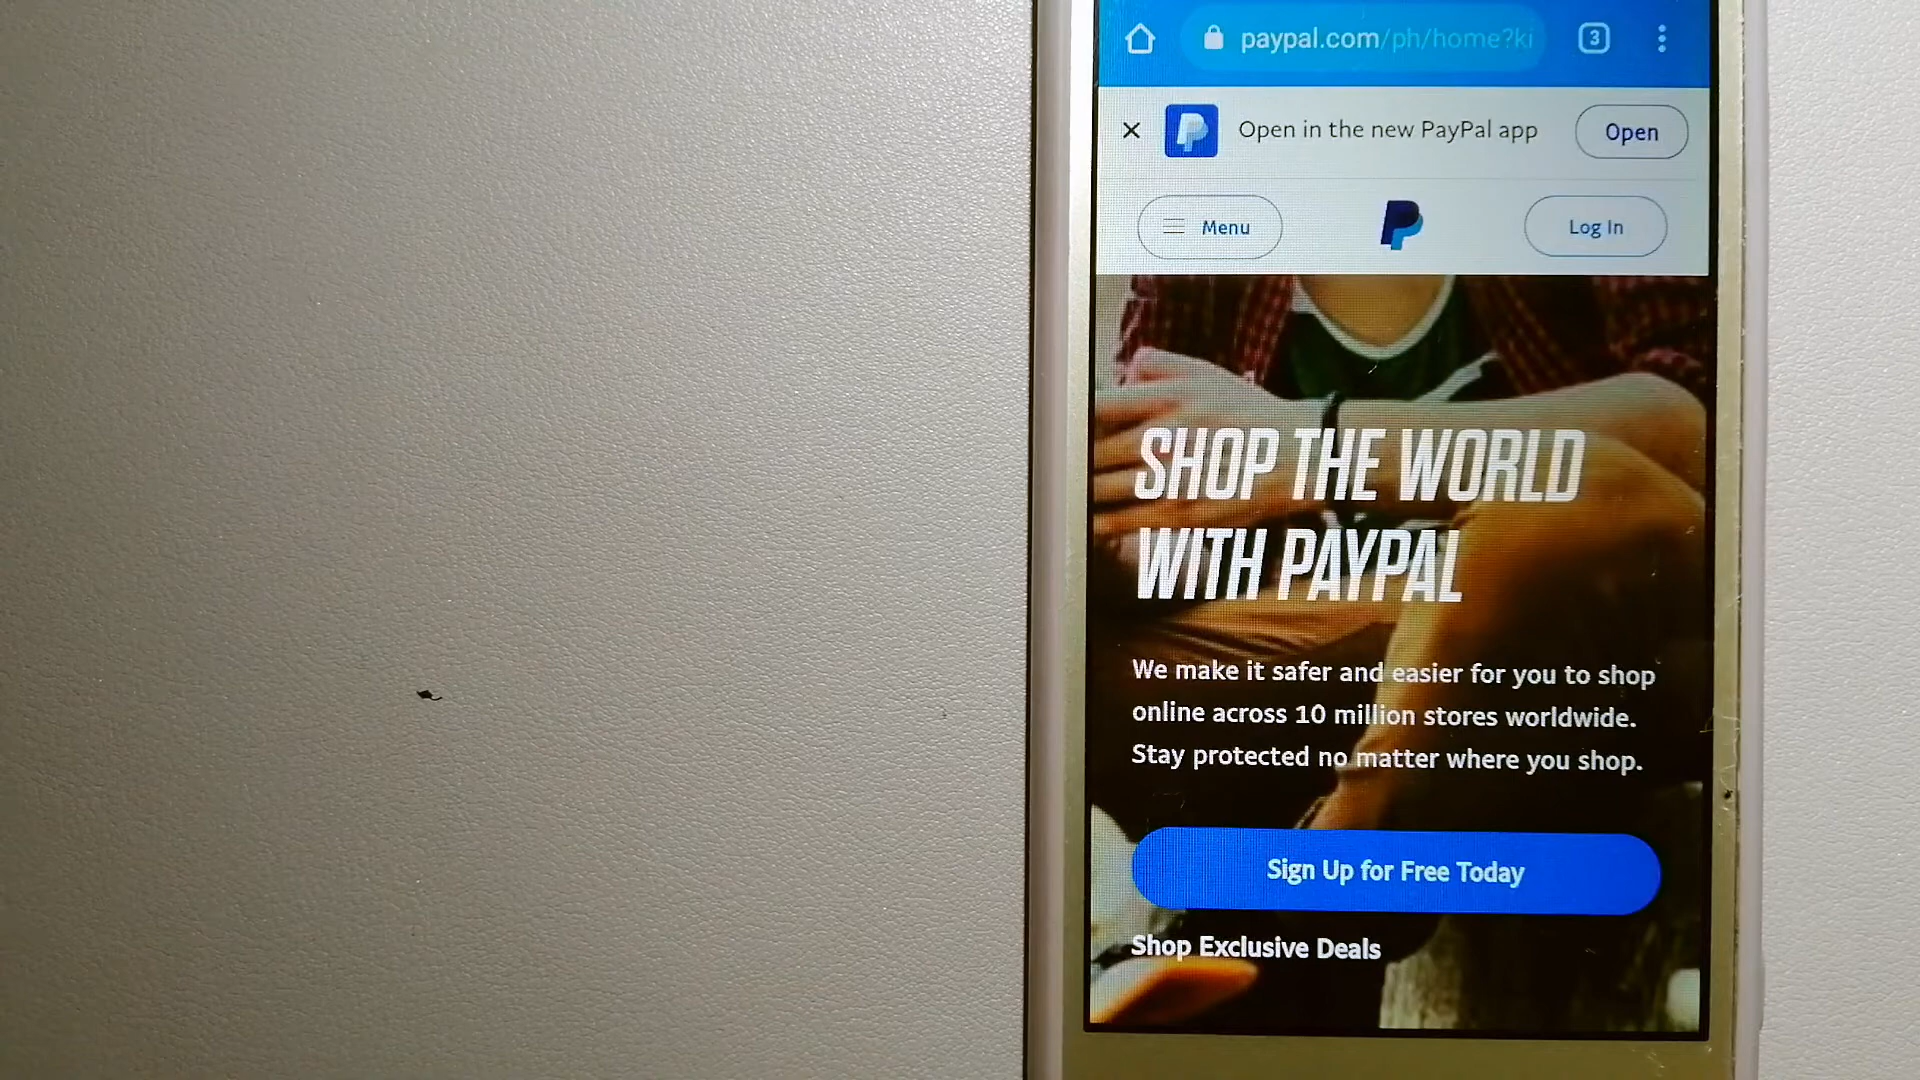 paypal.com/ph/home?ki
3
Open in the new PayPal app
Open
Menu
Log In
SHOP THE WORLD
WITH PAYPAL
We make it safer and easier for you to shop
online across 10 million stores worldwide.
Stay protected no matter where you shop.
Sign Up for Free Today
Shop Exclusive Deals